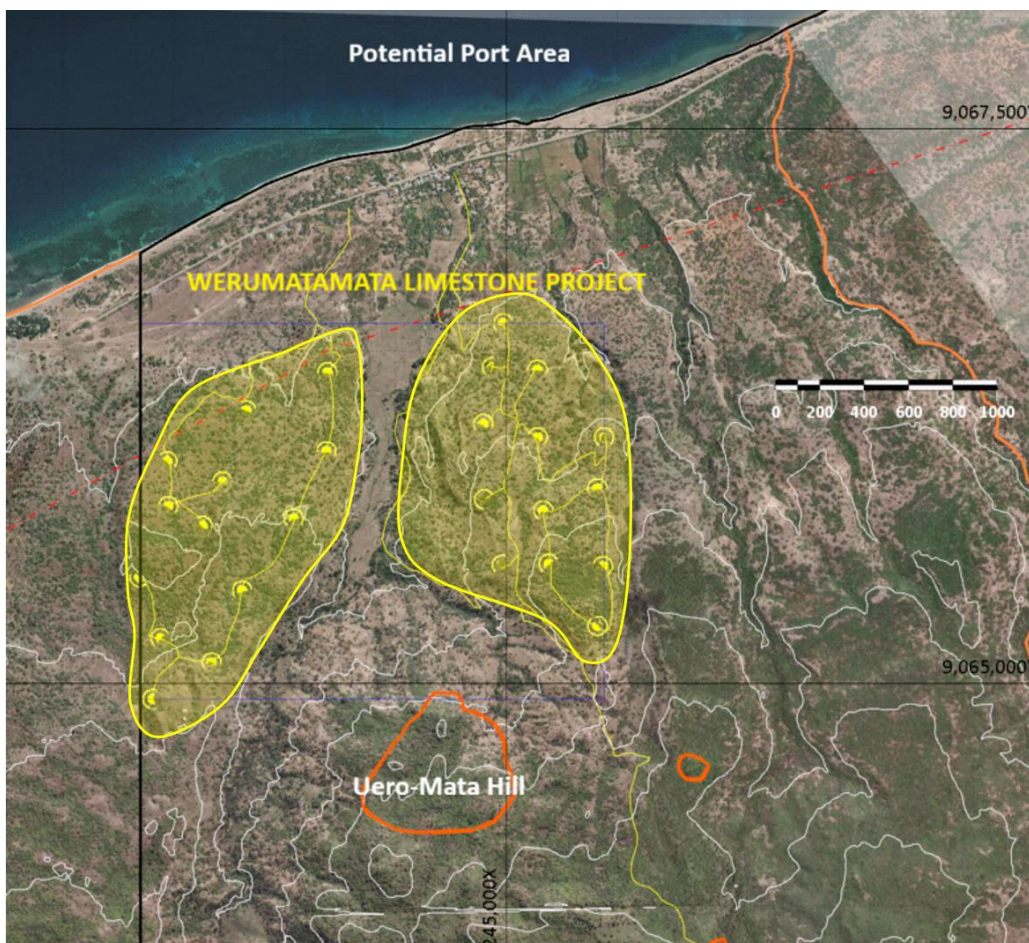 Potential Port Area
9,067,500
WERUMATAMATA LIMESTONE PROJECT
0 200 400 600 800 1000
9,065,000
Uero-Mata Hill
245,000X